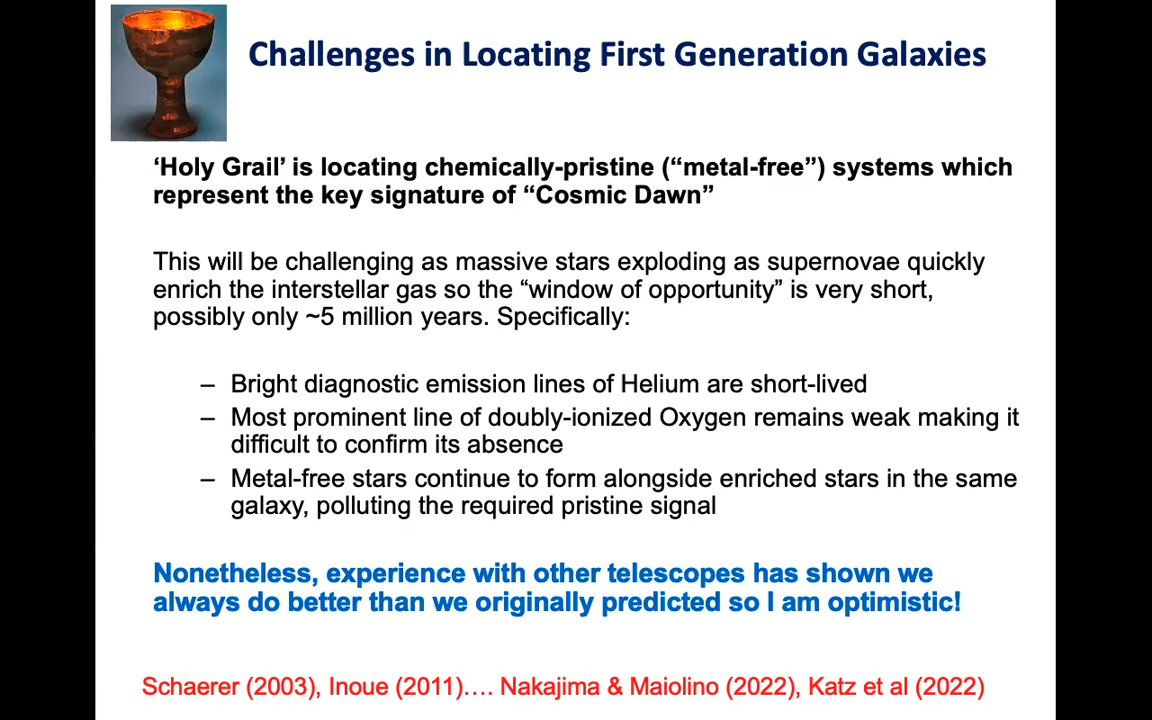 Challenges in Locating First Generation Galaxies
‘Holy Grail’ is locating chemically-pristine (“metal-free”) systems which
represent the key signature of “Cosmic Dawn”
This will be challenging as massive stars exploding as supernovae quickly
enrich the interstellar gas so the “window of opportunity” is very short,
possibly only ~5 million years. Specifically:
– Bright diagnostic emission lines of Helium are short-lived
– Most prominent line of doubly-ionized Oxygen remains weak making it
difficult to confirm its absence
– Metal-free stars continue to form alongside enriched stars in the same
galaxy, polluting the required pristine signal
Nonetheless, experience with other telescopes has shown we
always do better than we originally predicted so I am optimistic!
Schaerer (2003), Inoue (2011)…. Nakajima & Maiolino (2022), Katz et al (2022)